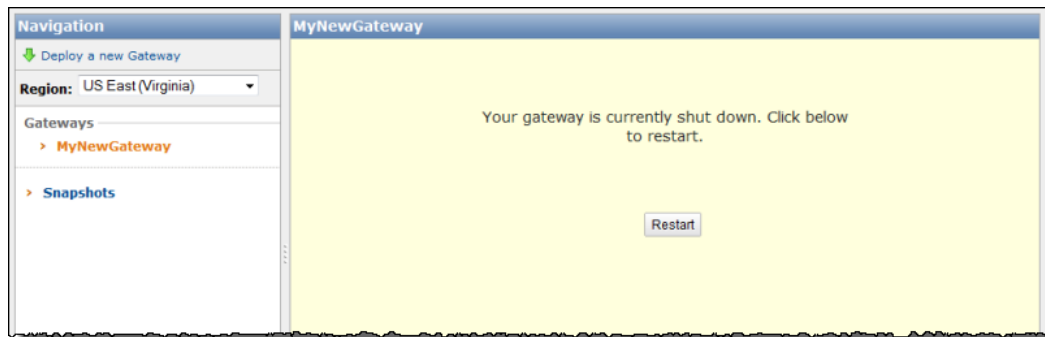 Navigation
Deploy a new Gateway
Region: US East (Virginia)
Gateways
MyNewGateway
Snapshots
MyNewGateway
Your gateway is currently shut down. Click below
to restart.
Restart